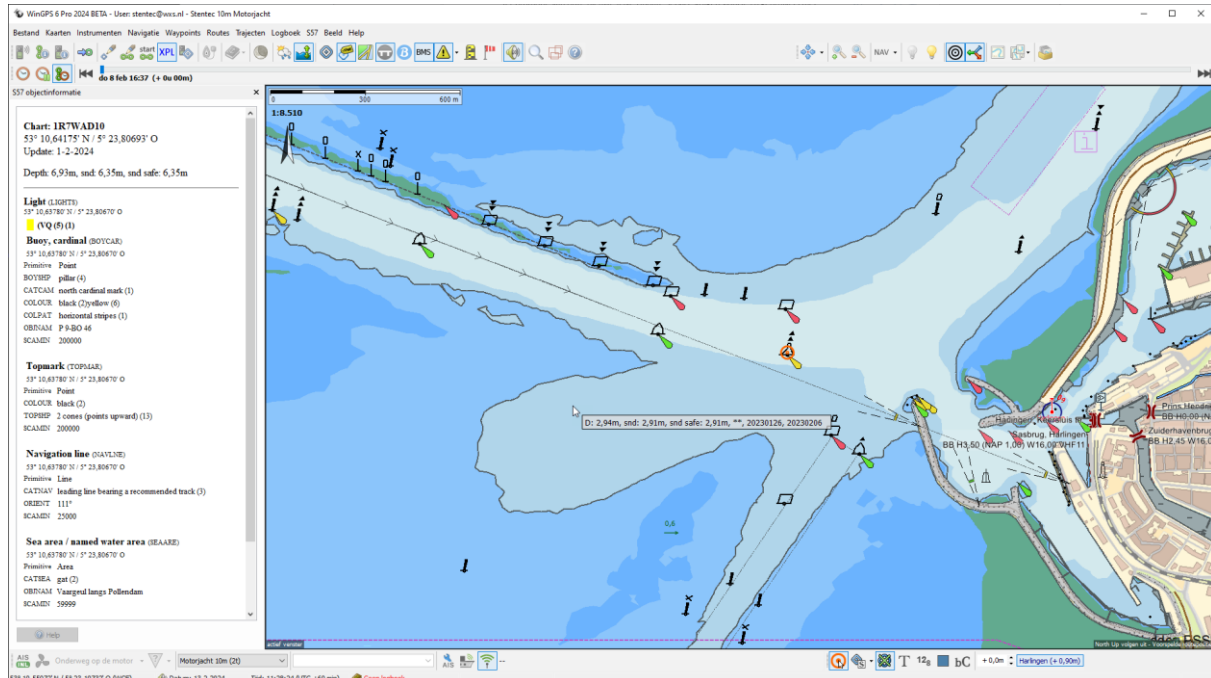 WinGPS 6 Pro 2024 BETA - User: stentec@wss.nl - Stentec 10m Motorjacht
Bestand Kaarten Instrumenten Navigatie Waypoints Routes Trajecten Logboek S57 Beeld Help
start
XPL
BMS
NAV
do 8 feb 16:37 (+ 0u 00m)
S57 objectinformatie
Chart: 1R7WAD10
53° 10,64175' N / 5° 23,80693' O
Update: 1-2-2024
Depth: 6,93m, snd: 6,35m, snd safe: 6,35m
Light (LIGHTS)
53° 10,63780' N / 5° 23,80670' O
(VQ (5) (1)
Buoy, cardinal (BOYCAR)
53° 10,63780' N / 5° 23,80670' O
Primitive Point
BOYSHP pillar (4)
CATCAM north cardinal mark (1)
COLOUR black (2)yellow (6)
COLPAT horizontal stripes (1)
OBJNAM P 9-BO 46
SCAMIN 200000
Topmark (TOPMAR)
53° 10,63780' N / 5° 23,80670' O
Primitive Point
COLOUR black (2)
TOPSHP 2 cones (points upward) (13)
SCAMIN 200000
Navigation line (NAVLNE)
Primitive Line
CATNAV leading line bearing a recommended track (3)
ORIENT 111°
SCAMIN 25000
Sea area / named water area (SEAARE)
53° 10,63780' N / 5° 23,80670' O
Primitive Area
CATSEA gat (2)
OBJNAM Vaargeul langs Pollendam
SCAMIN 59999
Help
0 300 600 m
1:8.510
D: 2,94m, snd: 2,91m, snd safe: 2,91m, **, 20230126, 20230206
0,6
BB H3,50 (NAP 1,00) W16,00 VHF11
Sasbrug, Harlingen
Prins Hendri
BB H0,00 (NA
Zuiderhavenbrug
BB H2,45 W16,0
actief venster
AIS
Onderweg op de motor
Motorjacht 10m (2t)
AIS
--
T
bC
+ 0,0m
Harlingen (+ 0,90m)